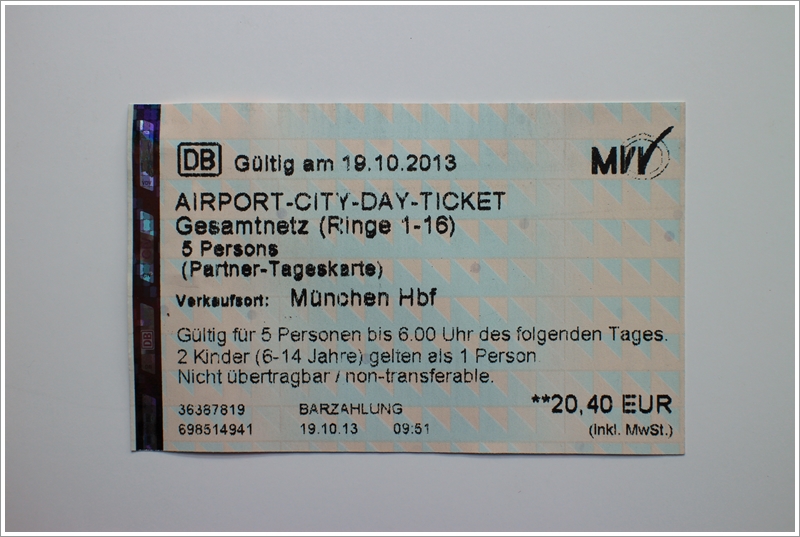 DB Gültig am 19.10.2013 MVV
AIRPORT-CITY-DAY-TICKET
Gesamtnetz (Ringe 1-16)
5 Persons
(Partner-Tageskarte)
Verkaufsort: München Hbf
Gültig für 5 Personen bis 6.00 Uhr des folgenden Tages.
2 Kinder (6-14 Jahre) gelten als 1 Person
Nicht übertragbar / non-transferable.
36387819 BARZAHLUNG **20,40 EUR
698514941 19.10.13 09:51 (inkl. MwSt.)
DB